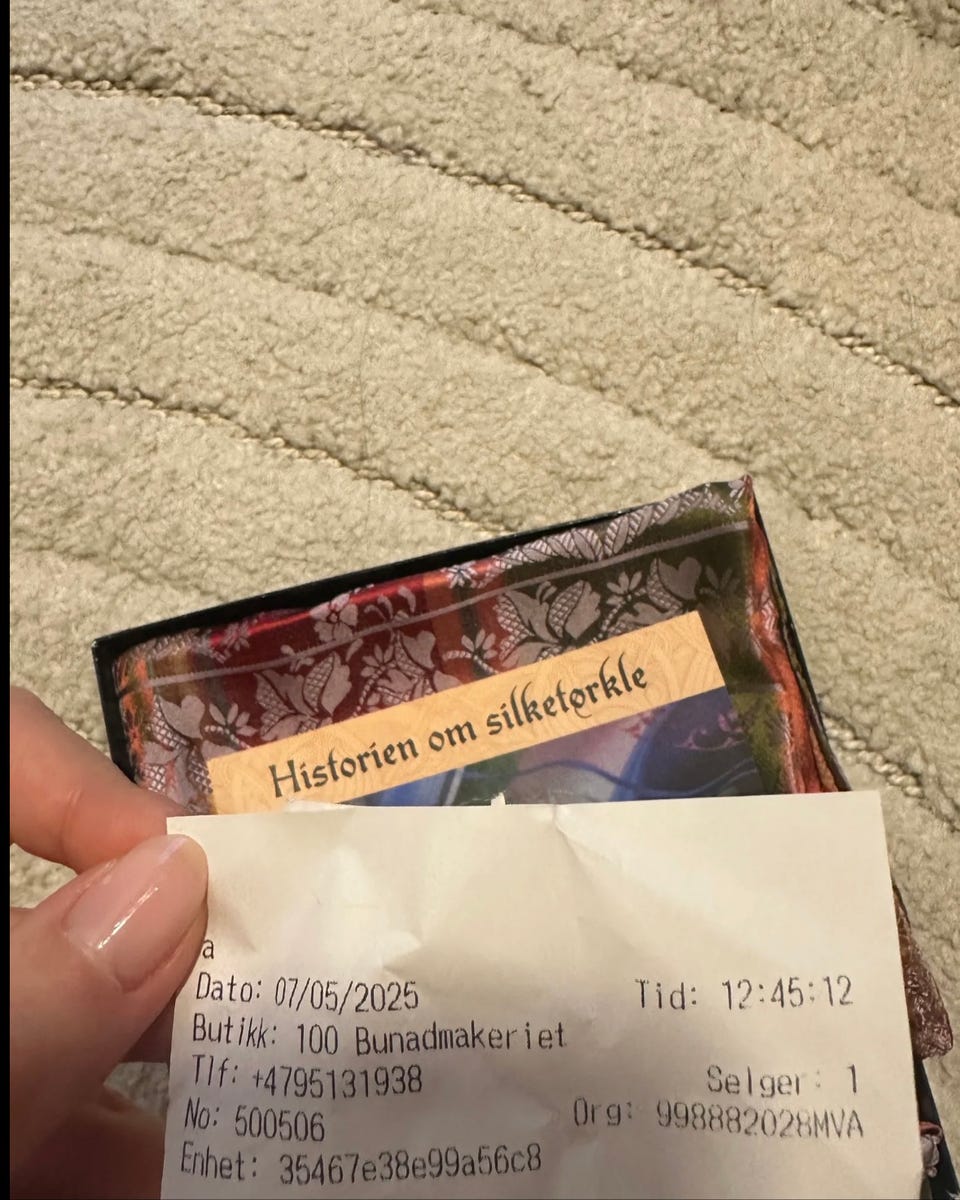 Historien om silketørkle
a
Dato: 07/05/2025 Tid: 12:45:12
Butikk: 100 Bunadmakeriet
Tlf: +4795131938 Selger: 1
No: 500506 Org: 998882028MVA
Enhet: 35467e38e99a56c8